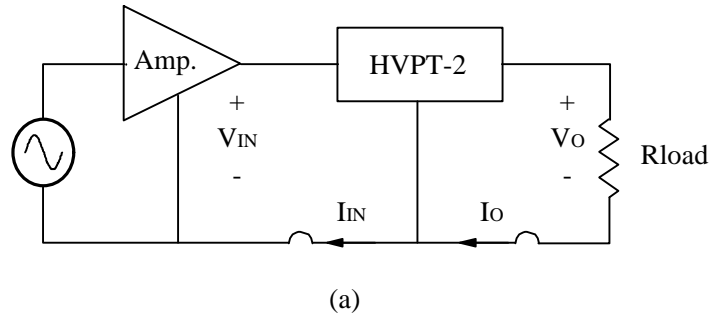 Amp.
HVPT-2
+
VIN
-
+
VO
-
Rload
IIN
IO
(a)